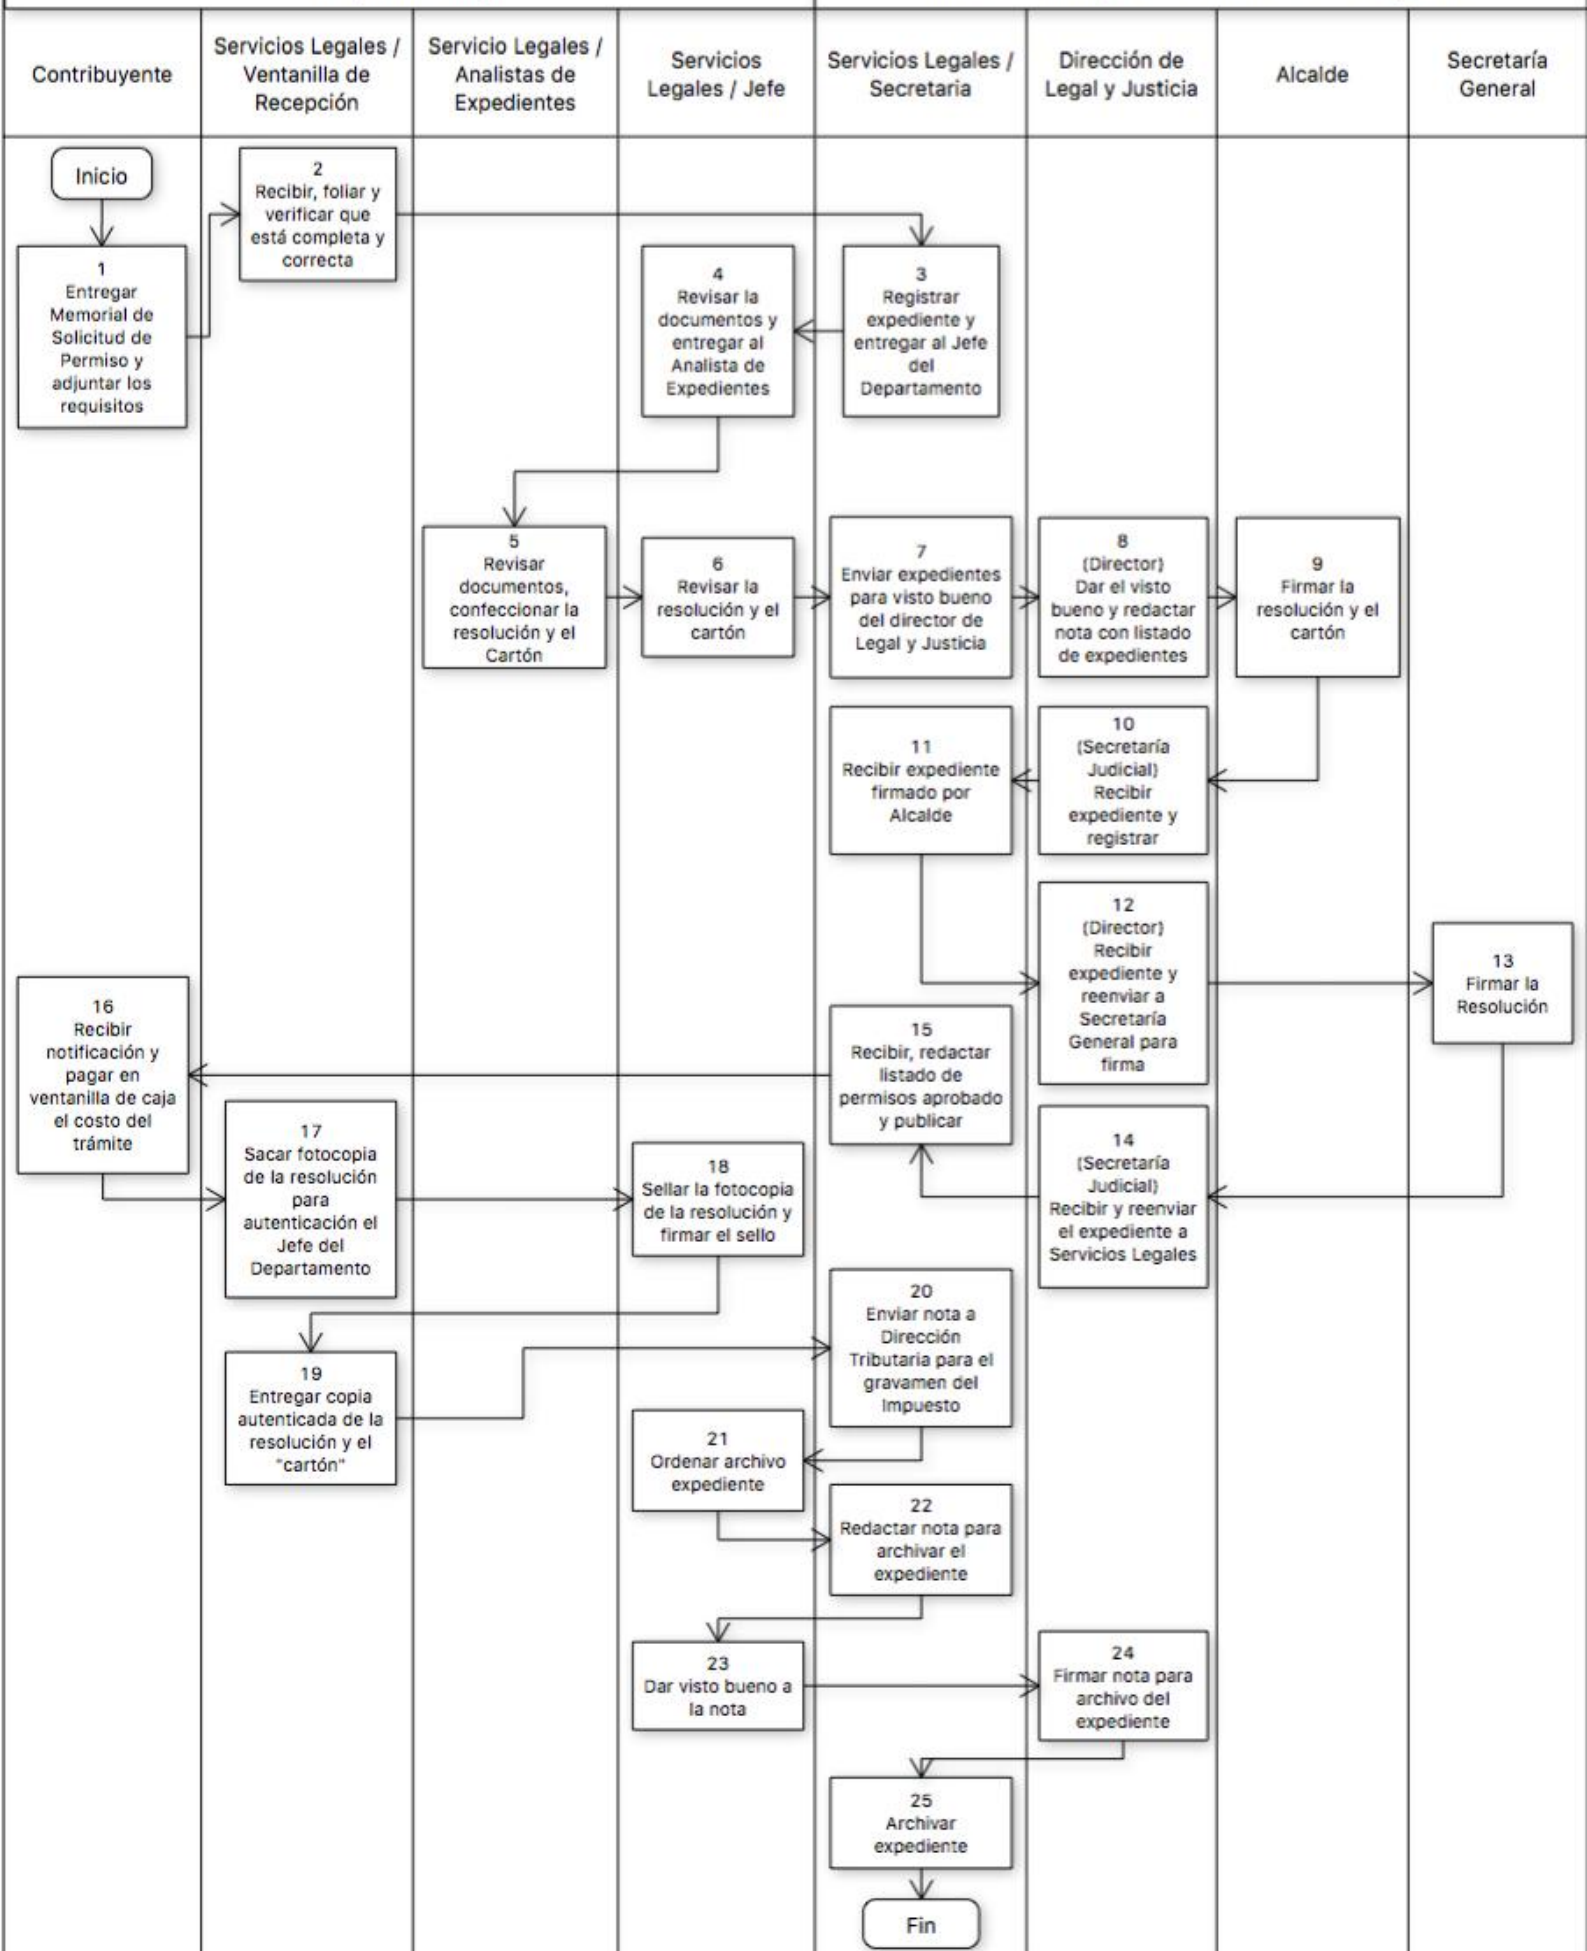 Contribuyente
Servicios Legales /
Ventanilla de
Recepción
Servicio Legales /
Analistas de
Expedientes
Servicios
Legales / Jefe
Servicios Legales /
Secretaria
Dirección de
Legal y Justicia
Alcalde
Secretaría
General
Inicio
1
Entregar
Memorial de
Solicitud de
Permiso y
adjuntar los
requisitos
2
Recibir, foliar y
verificar que
está completa y
correcta
3
Registrar
expediente y
entregar al Jefe
del
Departamento
4
Revisar la
documentos y
entregar al
Analista de
Expedientes
5
Revisar
documentos,
confeccionar la
resolución y el
Cartón
6
Revisar la
resolución y el
cartón
7
Enviar expedientes
para visto bueno
del director de
Legal y Justicia
8
(Director)
Dar el visto
bueno y redactar
nota con listado
de expedientes
9
Firmar la
resolución y el
cartón
10
(Secretaría
Judicial)
Recibir
expediente y
registrar
11
Recibir expediente
firmado por
Alcalde
12
(Director)
Recibir
expediente y
reenviar a
Secretaría
General para
firma
13
Firmar la
Resolución
14
(Secretaría
Judicial)
Recibir y reenviar
el expediente a
Servicios Legales
15
Recibir, redactar
listado de
permisos aprobado
y publicar
16
Recibir
notificación y
pagar en
ventanilla de caja
el costo del
trámite
17
Sacar fotocopia
de la resolución
para
autenticación el
Jefe del
Departamento
18
Sellar la fotocopia
de la resolución y
firmar el sello
19
Entregar copia
autenticada de la
resolución y el
"cartón"
20
Enviar nota a
Dirección
Tributaria para el
gravamen del
Impuesto
21
Ordenar archivo
expediente
22
Redactar nota para
archivar el
expediente
23
Dar visto bueno a
la nota
24
Firmar nota para
archivo del
expediente
25
Archivar
expediente
Fin